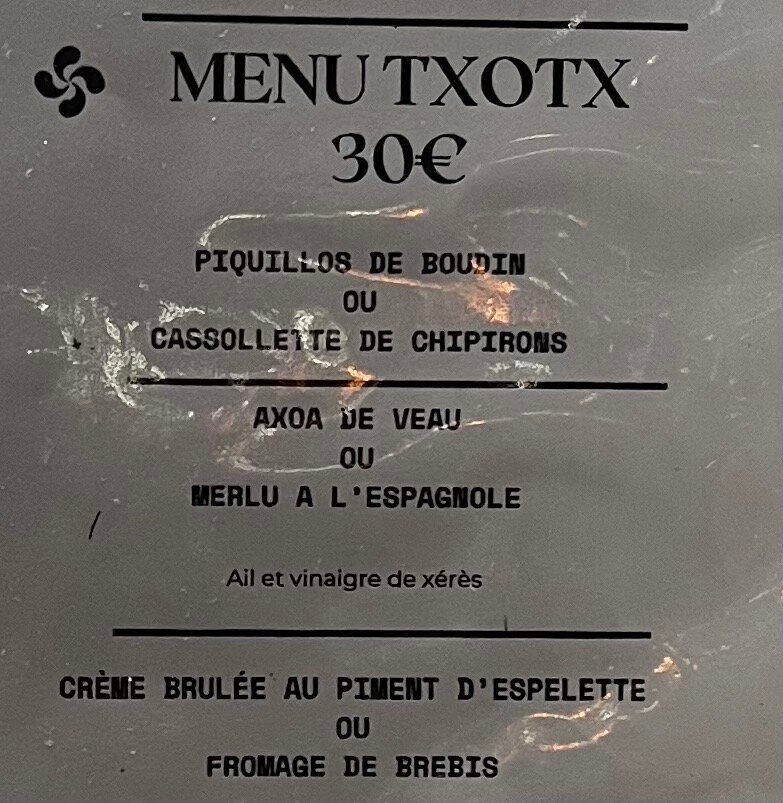 MENU TXOTX
30€
PIQUILLOS DE BOUDIN
OU
CASSOLLETTE DE CHIPIRONS
AXOA DE VEAU
OU
MERLU A L'ESPAGNOLE
Ail et vinaigre de xérès
CRÈME BRULÉE AU PIMENT D'ESPELETTE
OU
FROMAGE DE BREBIS